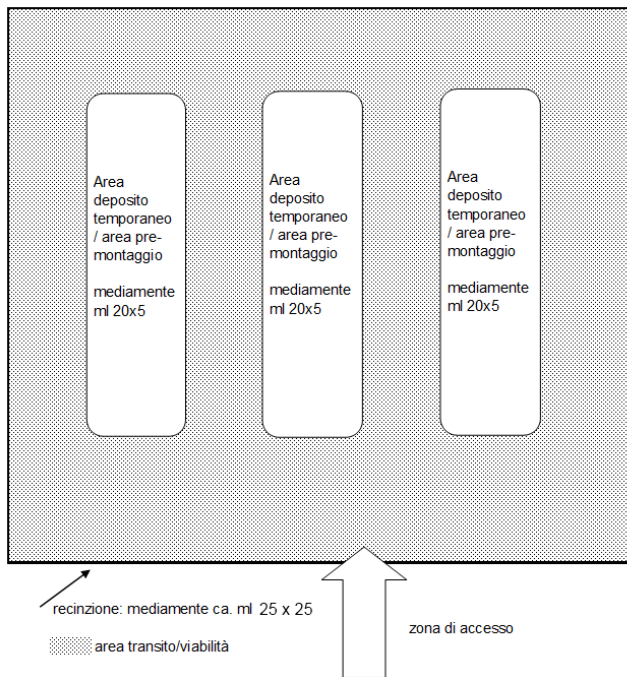 Area
deposito
temporaneo
/ area pre-
montaggio
mediamente
ml 20x5
Area
deposito
temporaneo
/ area pre-
montaggio
mediamente
ml 20x5
Area
deposito
temporaneo
/ area pre-
montaggio
mediamente
ml 20x5
recinzione: mediamente ca. ml 25 x 25
zona di accesso
area transito/viabilità